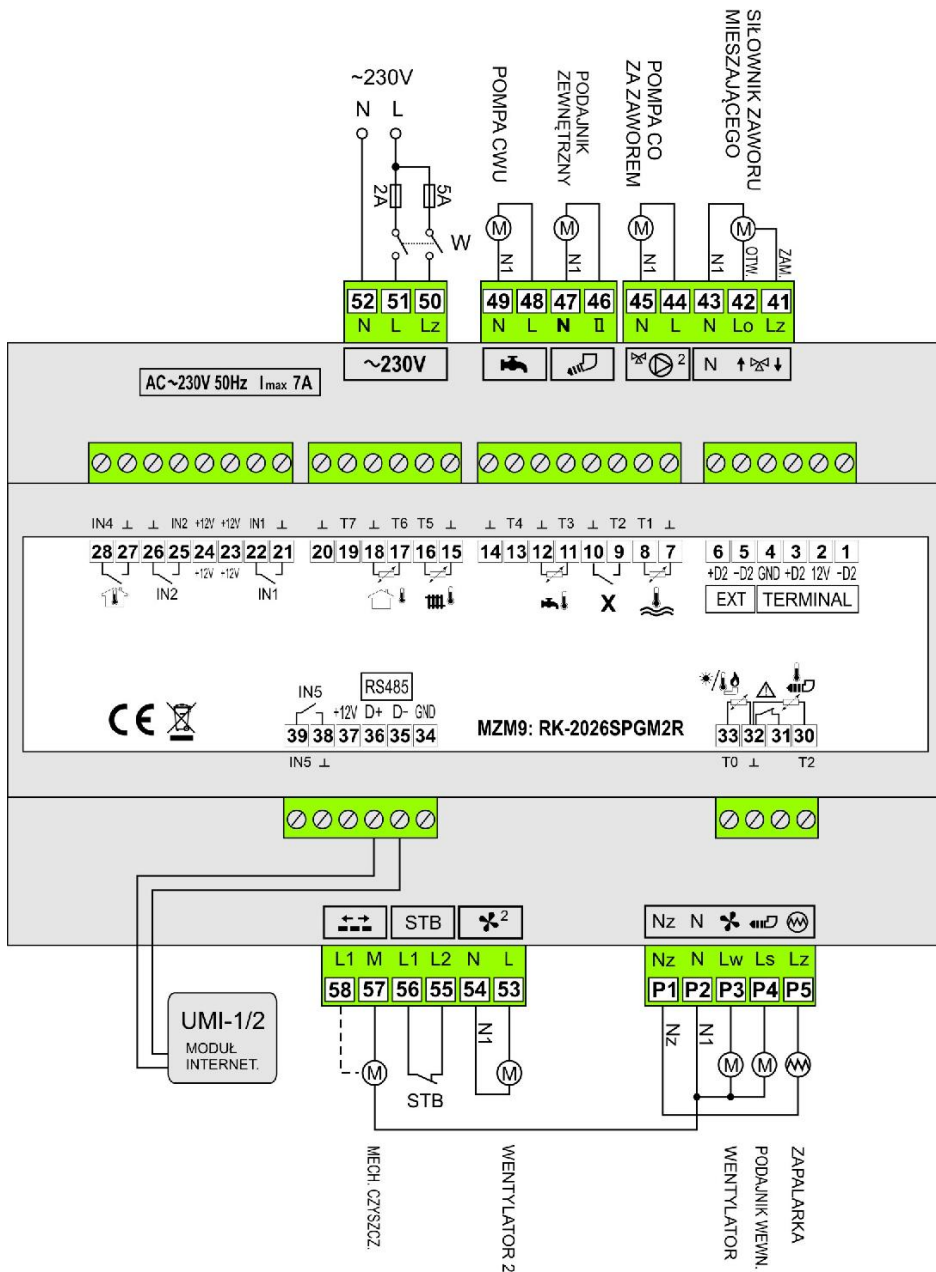 ~230V
N L
2A 5A W
POMPA CWU
PODAJNIK
ZEWNĘTRZNY
POMPA CO
ZA ZAWOREM
SIŁOWNIK ZAWORU
MIESZAJĄCEGO
M M M M
N1 N1 N1 N1 OTW. ZAM.
52 51 50 49 48 47 46 45 44 43 42 41
N L Lz N L N N L N Lo Lz
~230V 2 N
AC~230V 50Hz Imax 7A
IN4 ⊥ ⊥ IN2 +12V +12V IN1 ⊥ ⊥ T7 ⊥ T6 T5 ⊥ ⊥ T4 ⊥ T3 ⊥ T2 T1 ⊥
28 27 26 25 24 23 22 21 20 19 18 17 16 15 14 13 12 11 10 9 8 7 6 5 4 3 2 1
+12V +12V +D2 -D2 GND +D2 12V -D2
IN2 IN1 X EXT TERMINAL
CE
IN5 RS485
+12V D+ D- GND
39 38 37 36 35 34 MZM9: RK-2026SPGM2R 33 32 31 30
IN5 ⊥ T0 ⊥ T2
STB 2 Nz N
L1 M L1 L2 N L Nz N Lw Ls Lz
58 57 56 55 54 53 P1 P2 P3 P4 P5
UMI-1/2
MODUŁ
INTERNET.
N1 Nz N1
M M M M
STB
MECH. CZYSZCZ.
WENTYLATOR 2
WENTYLATOR
PODAJNIK WEWN.
ZAPALARKA